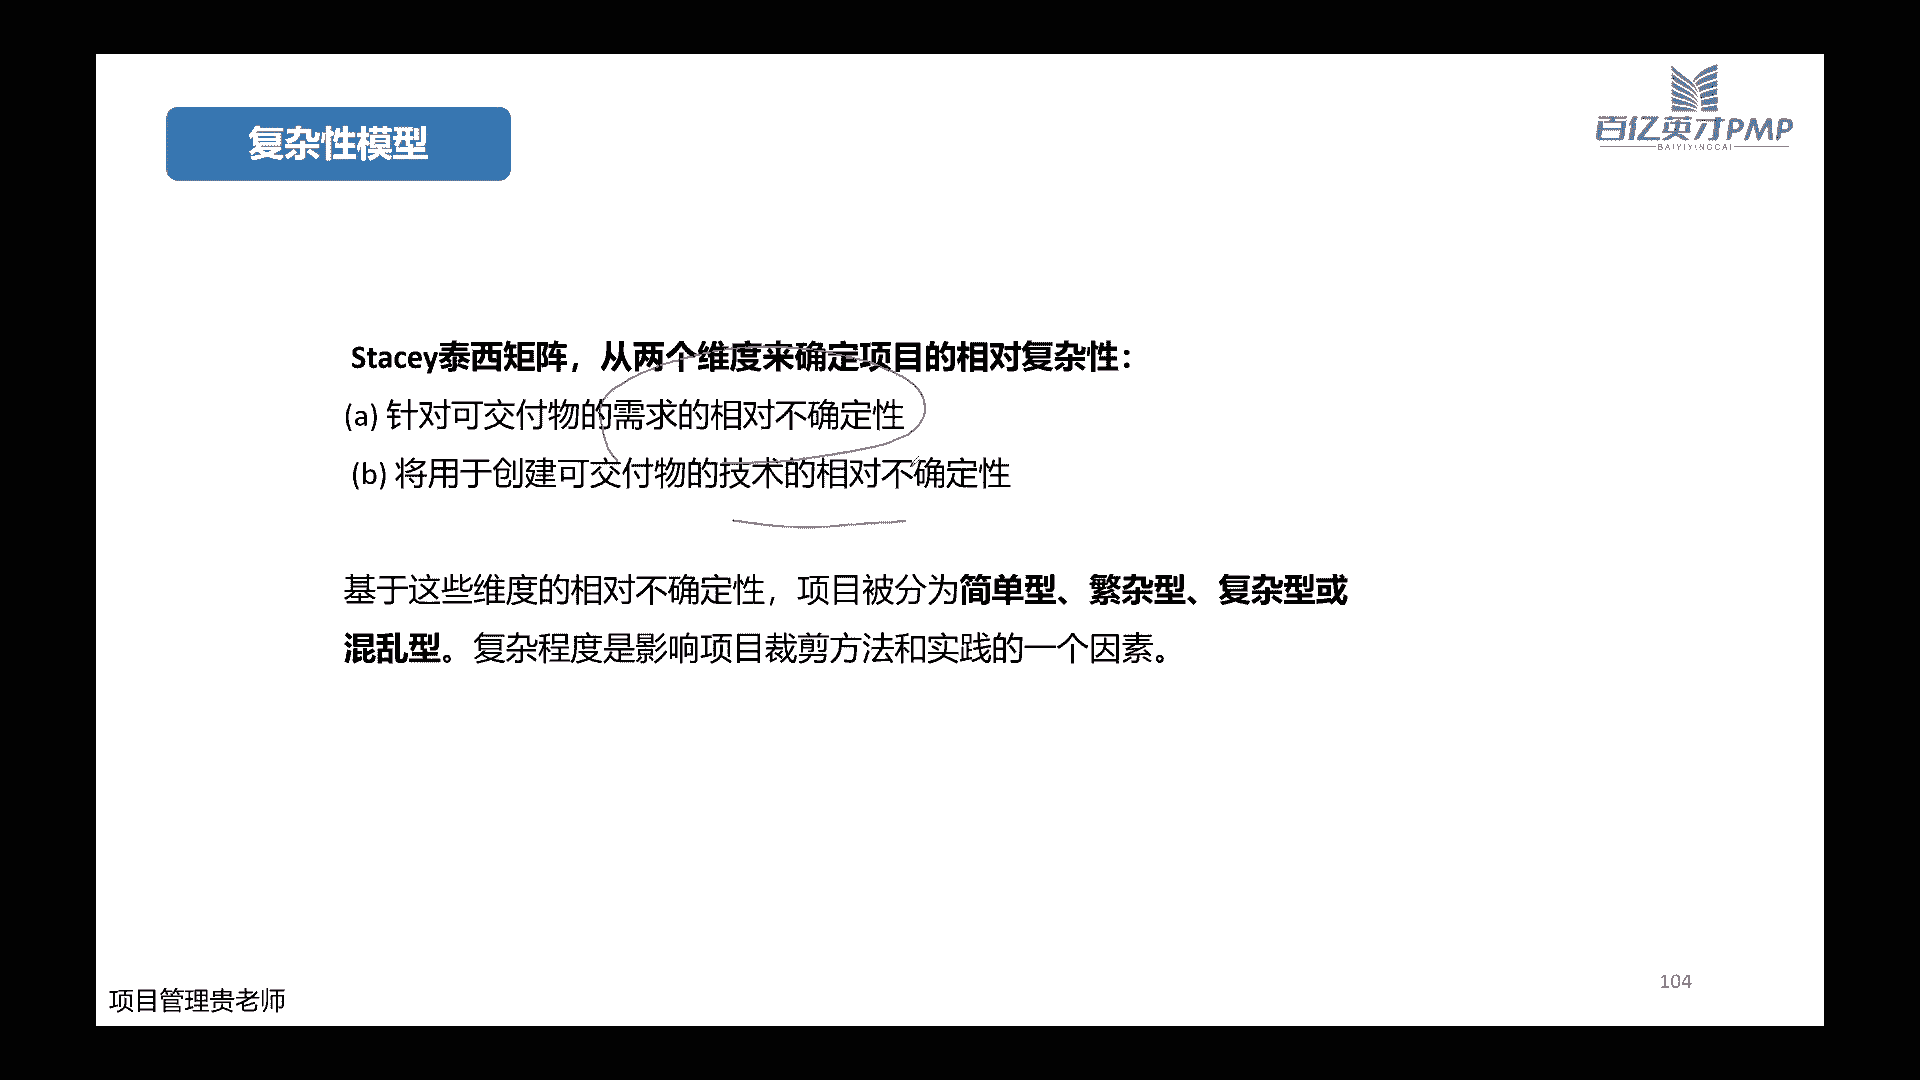 百亿英才PMP
BAIYIYINGCAI
复杂性模型
Stacey泰西矩阵，从两个维度来确定项目的相对复杂性：
(a) 针对可交付物的需求的相对不确定性
(b) 将用于创建可交付物的技术的相对不确定性
基于这些维度的相对不确定性，项目被分为简单型、繁杂型、复杂型或
混乱型。复杂程度是影响项目裁剪方法和实践的一个因素。
104
项目管理贵老师